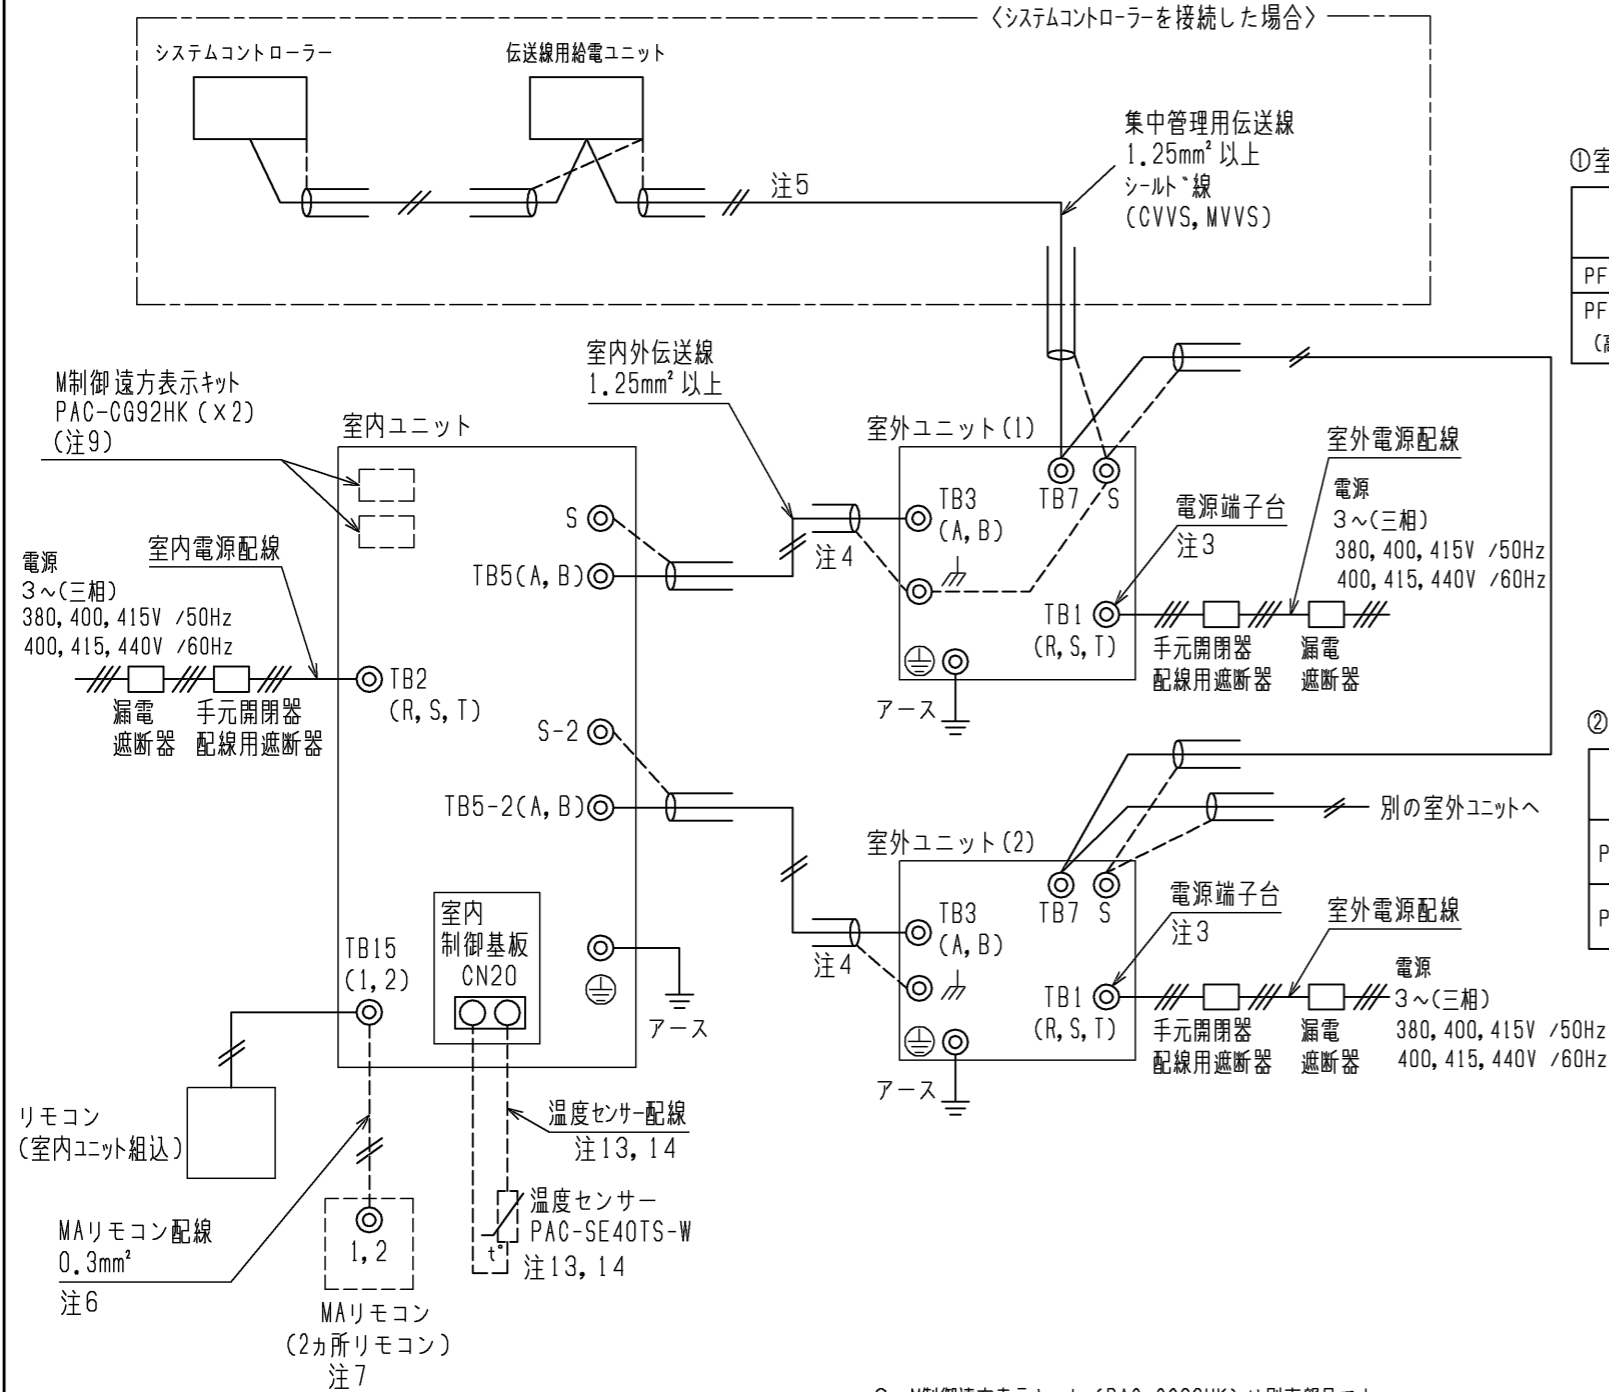 〈システムコントローラーを接続した場合〉
システムコントローラー
伝送線用給電ユニット
集中管理用伝送線
1.25mm²以上
シールド線
(CVVS,MVVS)
注5
①室
PF
PF
(高
室内外伝送線
1.25mm²以上
M制御遠方表示キット
PAC-CG92HK(×2)
(注9)
室内ユニット
室外ユニット(1)
室外電源配線
TB7
S
TB3
(A,B)
電源端子台
注3
電源
3~(三相)
380,400,415V /50Hz
400,415,440V /60Hz
S
注4
室内電源配線
電源
3~(三相)
380,400,415V /50Hz
400,415,440V /60Hz
TB5(A,B)
TB1
(R,S,T)
手元開閉器
配線用遮断器
漏電
遮断器
TB2
(R,S,T)
漏電
遮断器
手元開閉器
配線用遮断器
アース
S-2
②
TB5-2(A,B)
別の室外ユニットへ
室外ユニット(2)
P
TB7
S
TB3
(A,B)
電源端子台
注3
室外電源配線
P
室内
制御基板
CN20
TB15
(1,2)
注4
電源
3~(三相)
380,400,415V /50Hz
400,415,440V /60Hz
TB1
(R,S,T)
手元開閉器
配線用遮断器
漏電
遮断器
アース
アース
リモコン
(室内ユニット組込)
温度センサー配線
注13,14
温度センサー
PAC-SE40TS-W
注13,14
t°
MAリモコン配線
0.3mm²
注6
1,2
MAリモコン
(2ヵ所リモコン)
注7